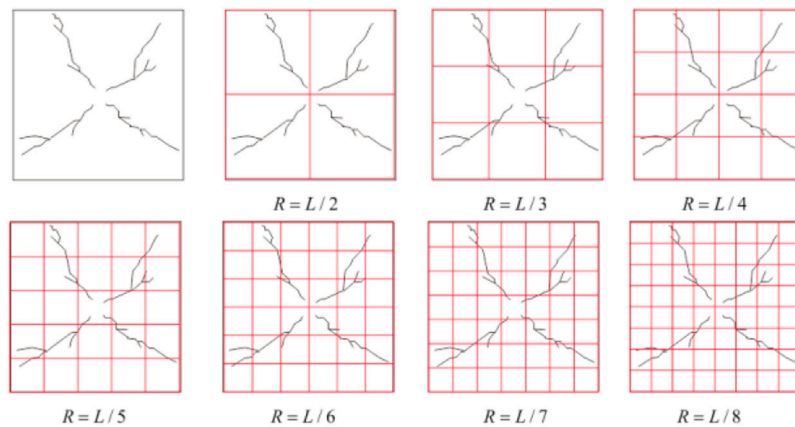 R = L / 2
R = L / 3
R = L / 4
R = L / 5
R = L / 6
R = L / 7
R = L / 8